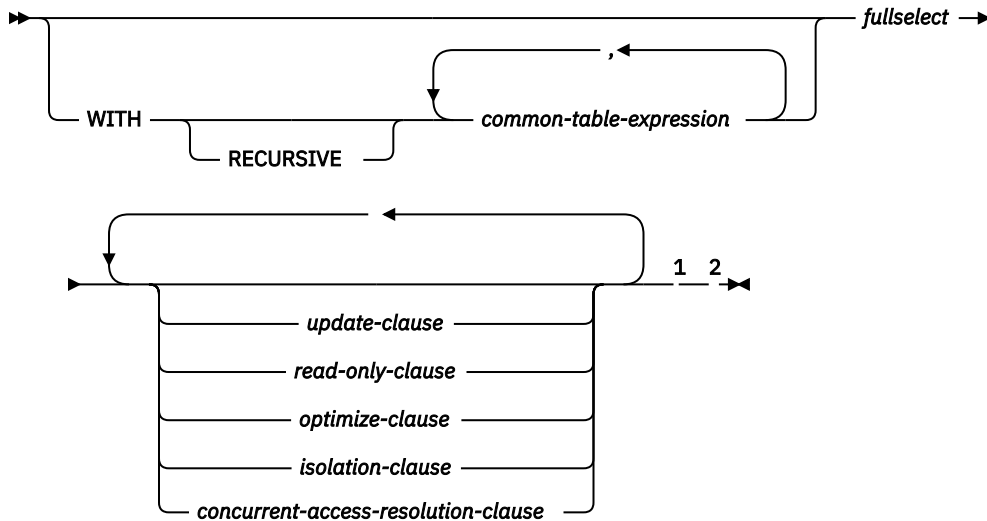 fullselect
,
WITH common-table-expression
RECURSIVE
1 2
update-clause
read-only-clause
optimize-clause
isolation-clause
concurrent-access-resolution-clause